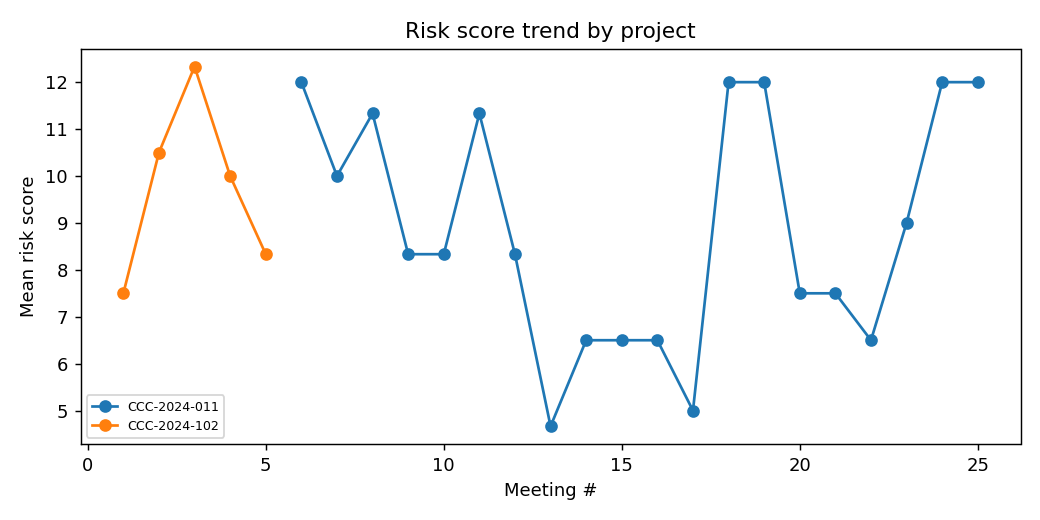 Risk score trend by project
Mean risk score
12
11
10
9
8
7
6
5
CCC-2024-011
CCC-2024-102
0 5 10 15 20 25
Meeting #